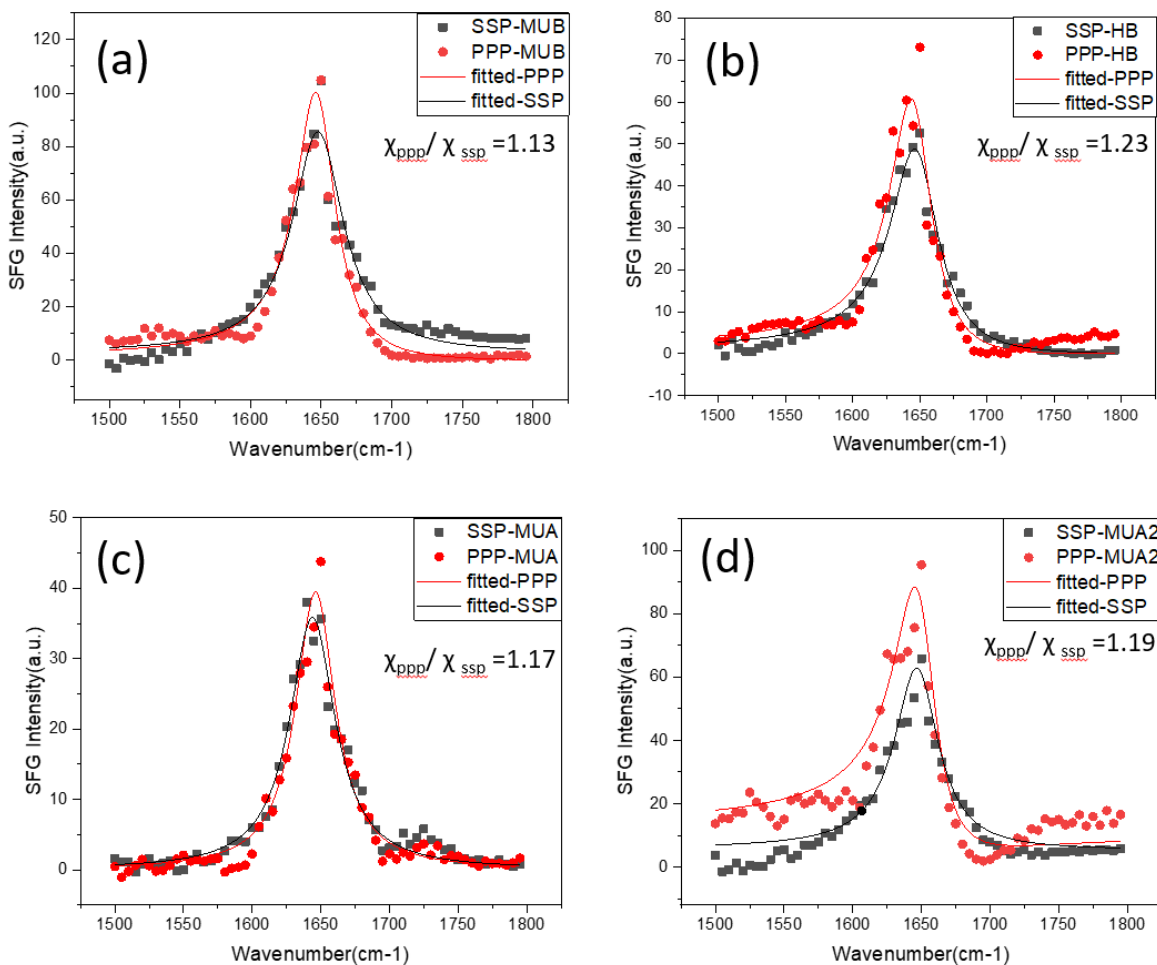 (a)
SSP-MUB
PPP-MUB
fitted-PPP
fitted-SSP
χppp/ χ ssp =1.13
SFG Intensity(a.u.)
120
100
80
60
40
20
0
1500 1550 1600 1650 1700 1750 1800
Wavenumber(cm-1)
(b)
SSP-HB
PPP-HB
fitted-PPP
fitted-SSP
χppp/ χ ssp =1.23
SFG Intensity(a.u.)
80
70
60
50
40
30
20
10
0
-10
1500 1550 1600 1650 1700 1750 1800
Wavenumber(cm-1)
(c)
SSP-MUA
PPP-MUA
fitted-PPP
fitted-SSP
χppp/ χ ssp =1.17
SFG Intensity(a.u.)
50
40
30
20
10
0
1500 1550 1600 1650 1700 1750 1800
Wavenumber(cm-1)
(d)
SSP-MUA2
PPP-MUA2
fitted-PPP
fitted-SSP
χppp/ χ ssp =1.19
SFG Intensity(a.u.)
100
80
60
40
20
0
1500 1550 1600 1650 1700 1750 1800
Wavenumber(cm-1)